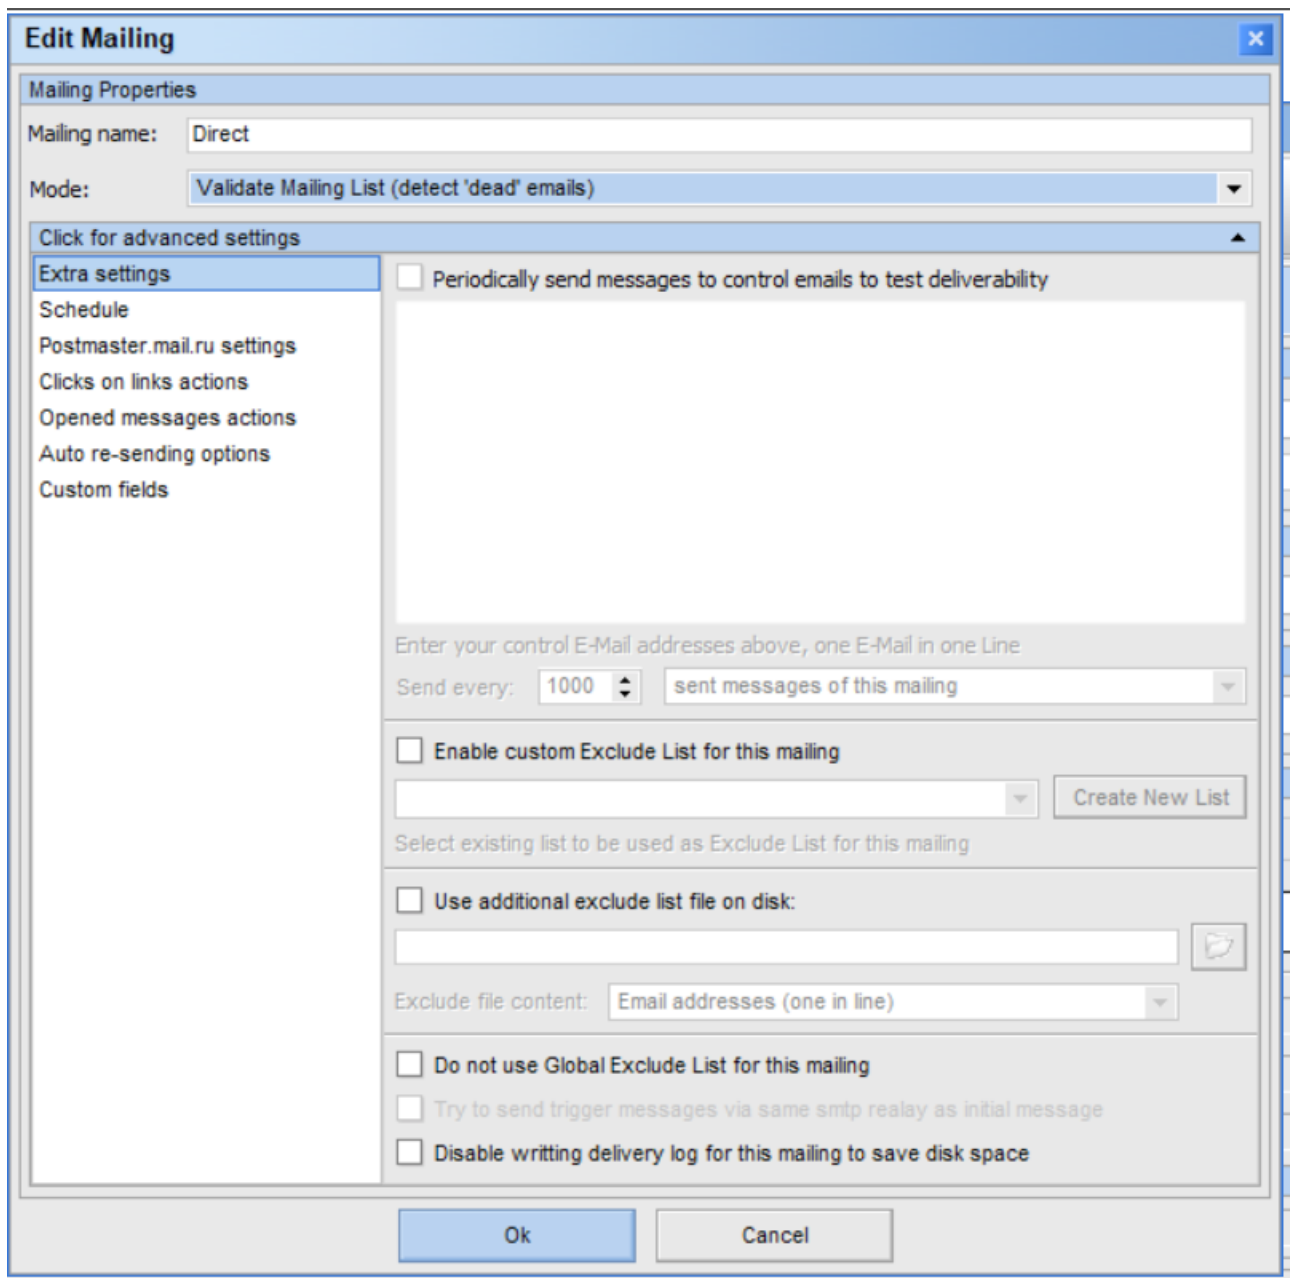 Edit Mailing
Mailing Properties
Mailing name: Direct
Mode: Validate Mailing List (detect 'dead' emails)
Click for advanced settings
Extra settings
Schedule
Postmaster.mail.ru settings
Clicks on links actions
Opened messages actions
Auto re-sending options
Custom fields
Periodically send messages to control emails to test deliverability
Enter your control E-Mail addresses above, one E-Mail in one Line
Send every: 1000 sent messages of this mailing
Enable custom Exclude List for this mailing
Create New List
Select existing list to be used as Exclude List for this mailing
Use additional exclude list file on disk:
Exclude file content: Email addresses (one in line)
Do not use Global Exclude List for this mailing
Try to send trigger messages via same smtp realay as initial message
Disable writting delivery log for this mailing to save disk space
Ok Cancel